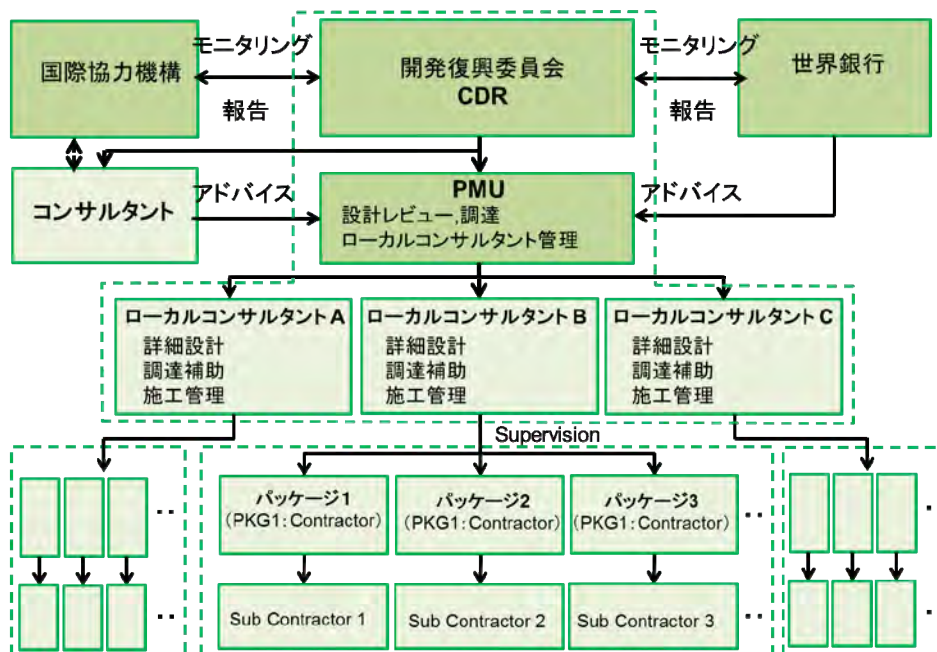 国際協力機構
モニタリング
報告
開発復興委員会
CDR
モニタリング
報告
世界銀行
コンサルタント
アドバイス
PMU
設計レビュー,調達
ローカルコンサルタント管理
アドバイス
ローカルコンサルタントA
詳細設計
調達補助
施工管理
ローカルコンサルタントB
詳細設計
調達補助
施工管理
ローカルコンサルタントC
詳細設計
調達補助
施工管理
Supervision
パッケージ1
(PKG1:Contractor)
パッケージ2
(PKG1:Contractor)
パッケージ3
(PKG1:Contractor)
Sub Contractor 1
Sub Contractor 2
Sub Contractor 3